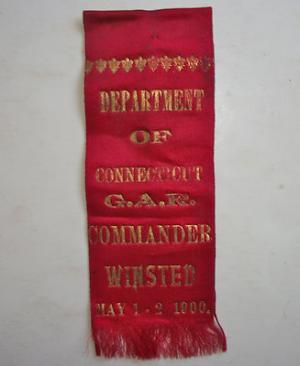 DEPARTMENT
OF
CONNECTICUT
G.A.R.
COMMANDER
WINSTED
MAY 1-2 1900.